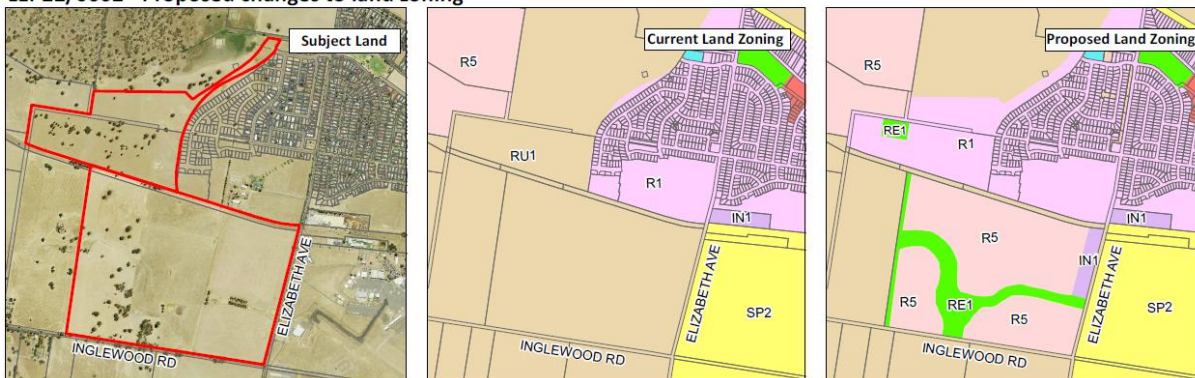 Subject Land
ELIZABETH AVE
INGLEWOOD RD
Current Land Zoning
R5
RU1
R1
IN1
ELIZABETH AVE
SP2
INGLEWOOD RD
Proposed Land Zoning
R5
RE1
R1
IN1
R5
IN1
R5
RE1
R5
ELIZABETH AVE
SP2
INGLEWOOD RD